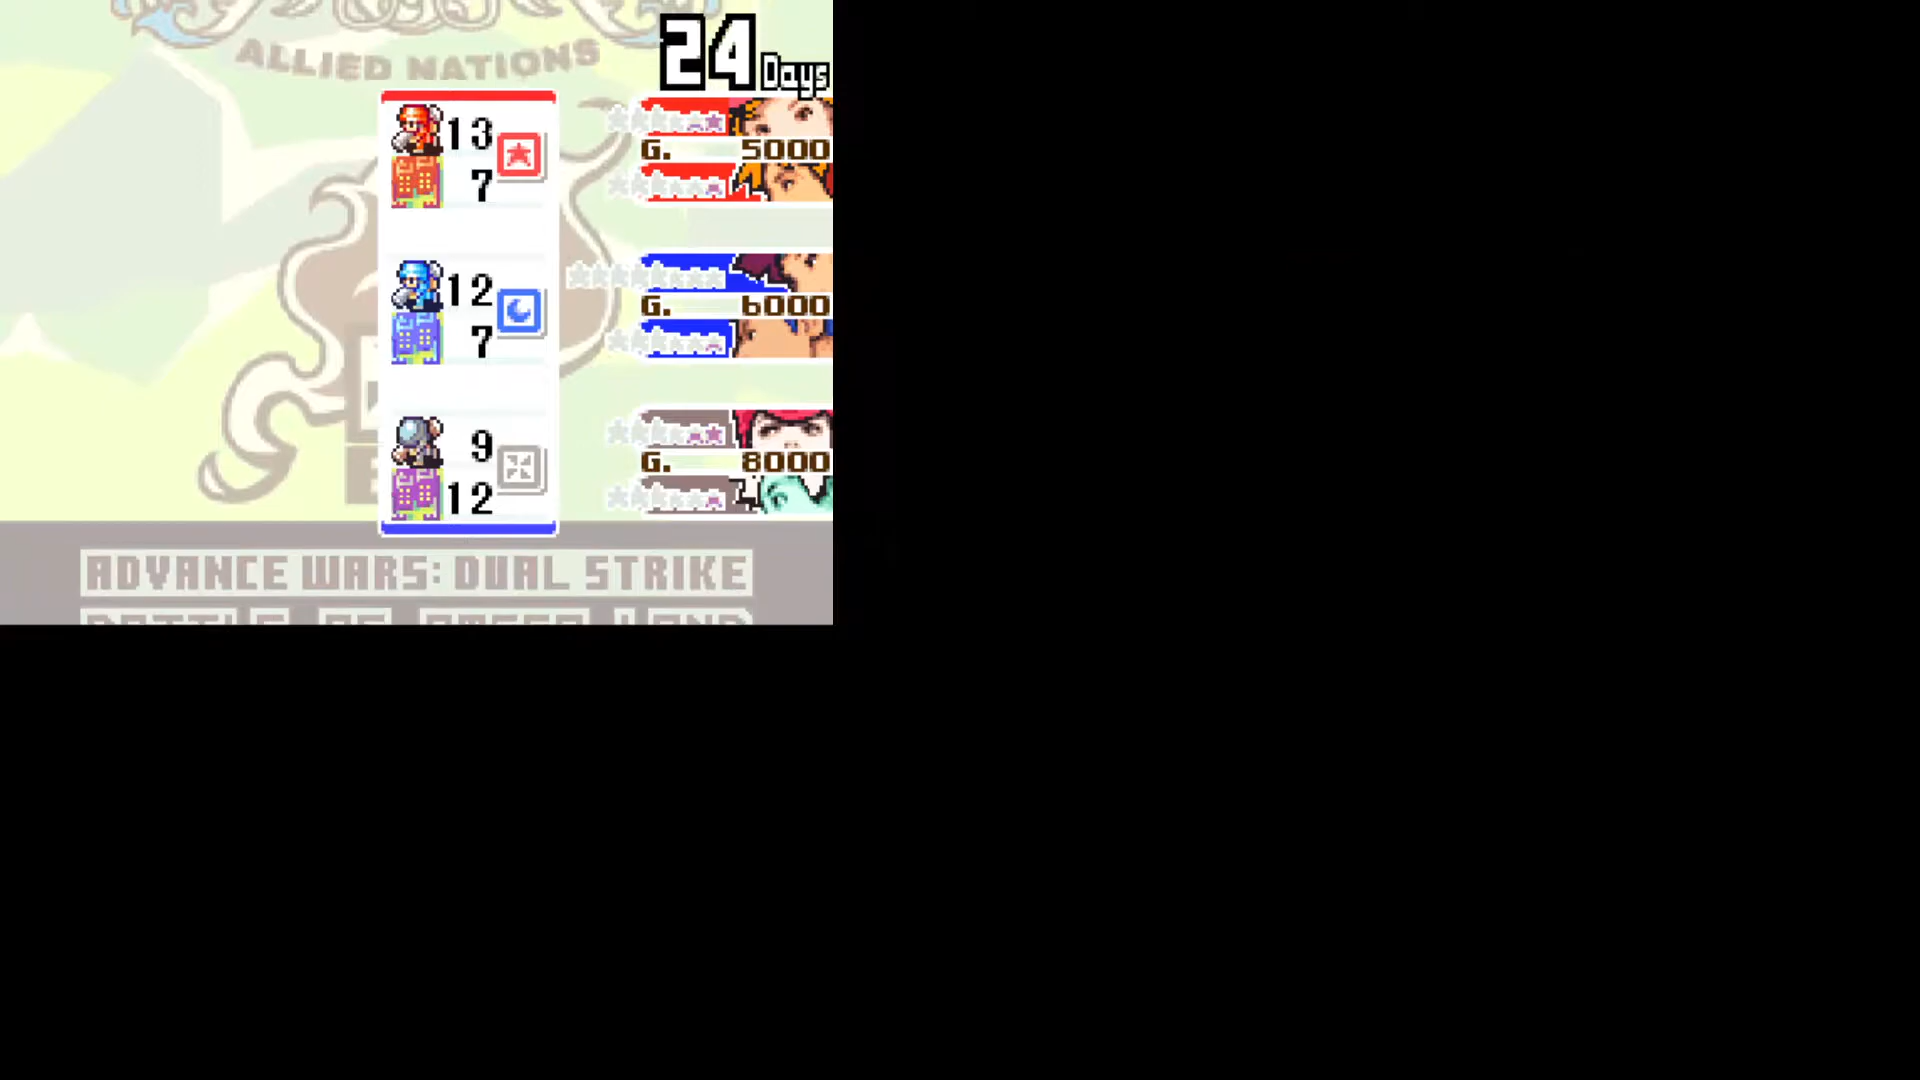 ALLIED NATIONS
24 Days
13
G. 5000
7
12
G. 6000
7
9
G. 8000
12
ADVANCE WARS: DUAL STRIKE